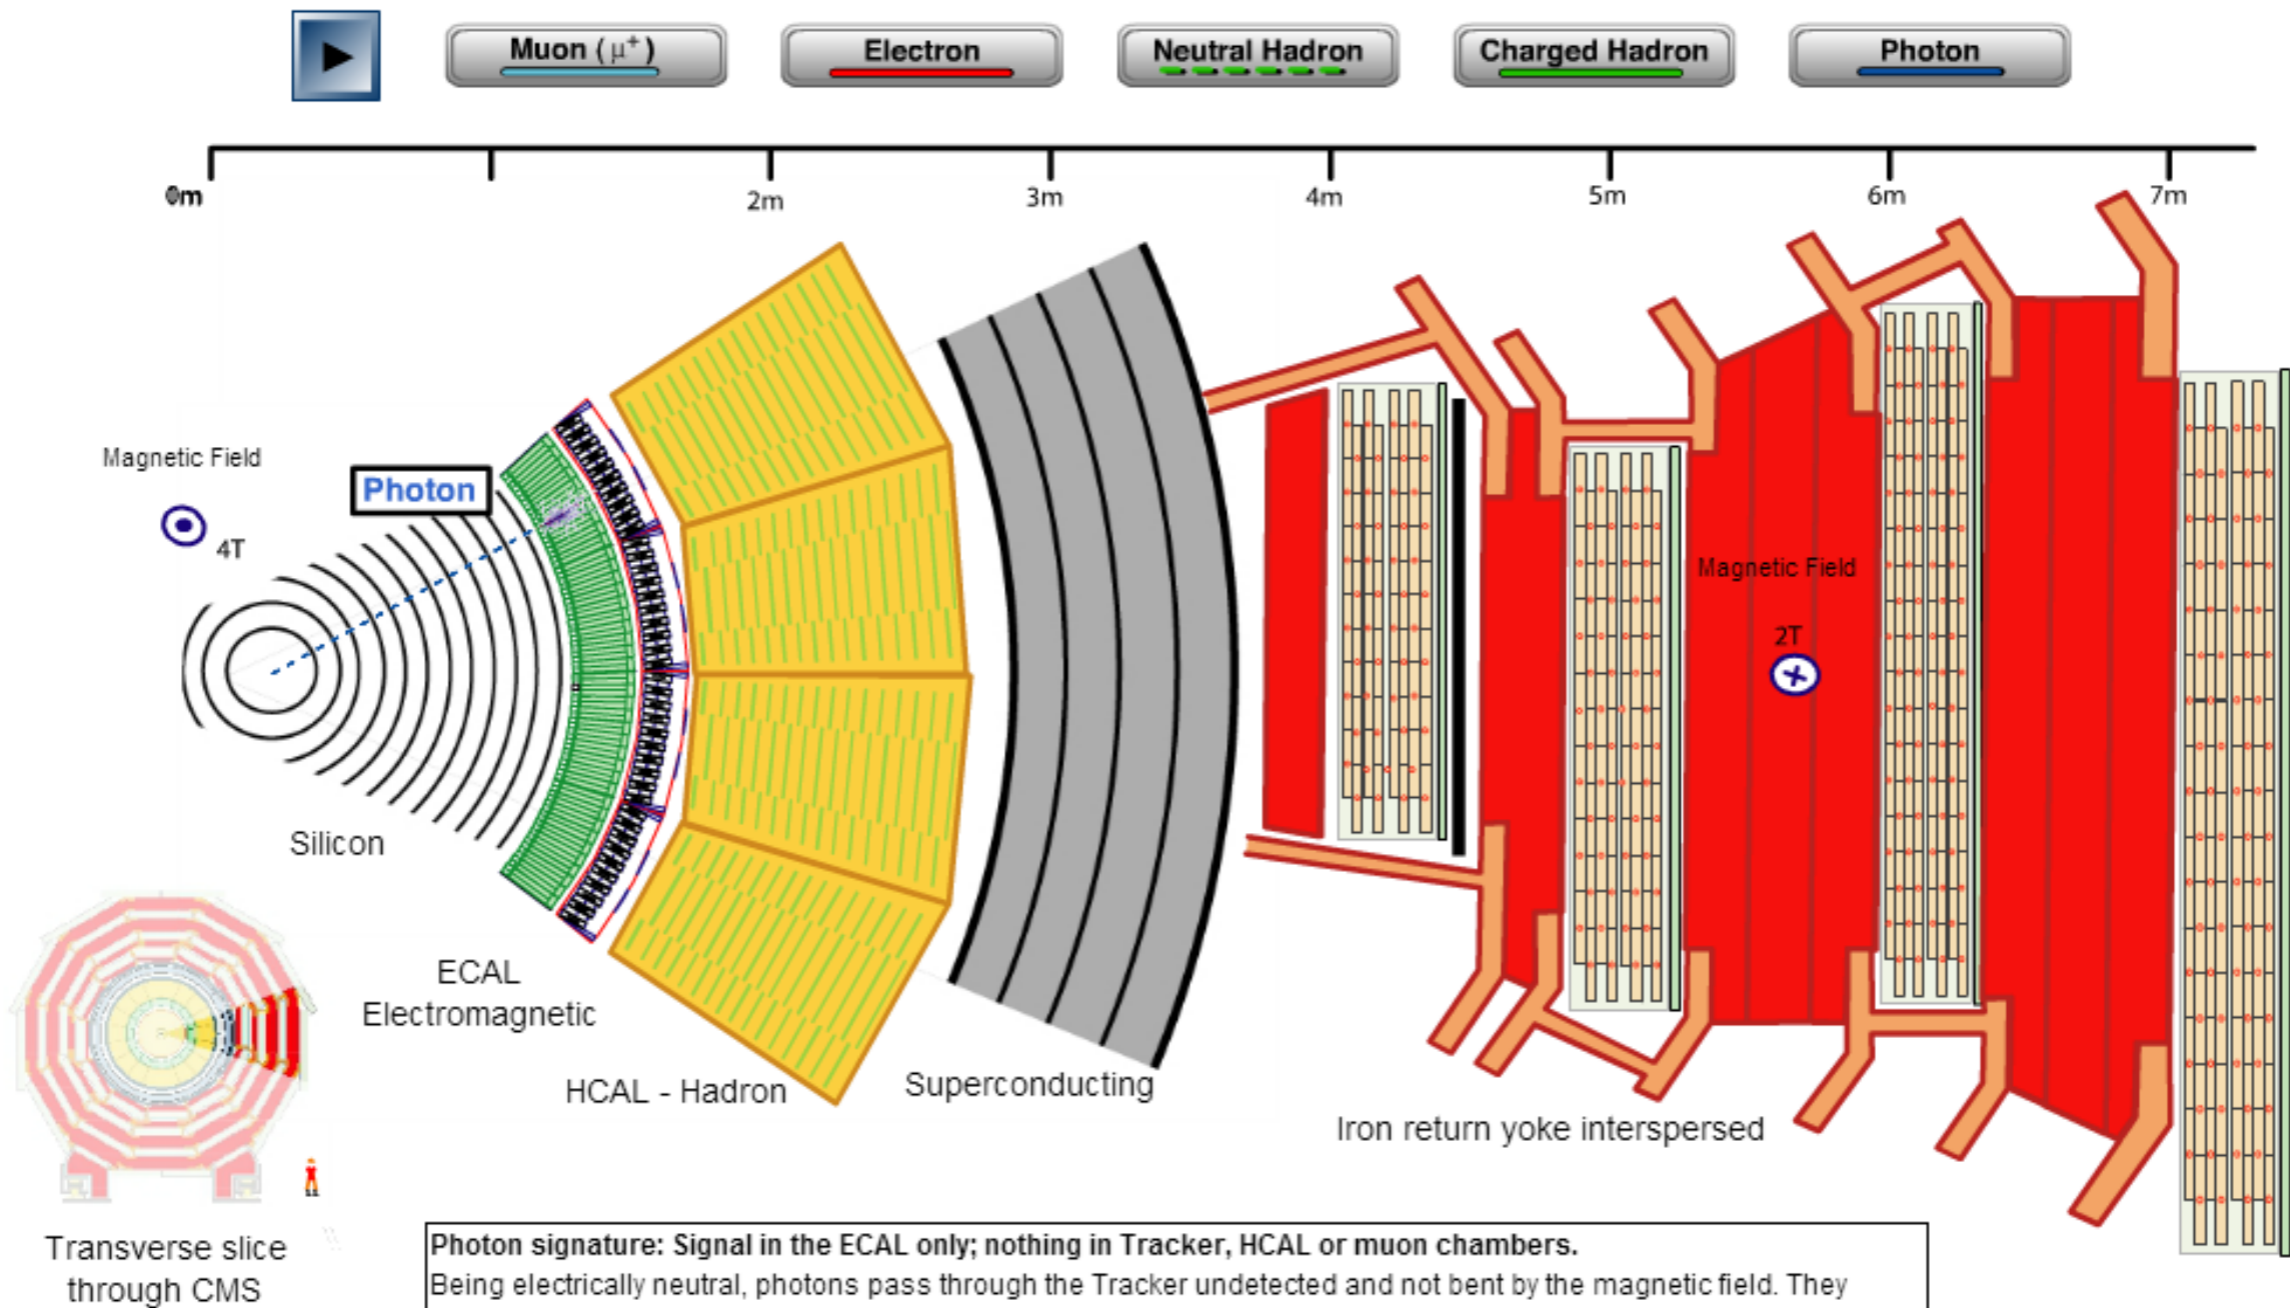 Muon (μ⁺)
Electron
Neutral Hadron
Charged Hadron
Photon
0m
2m
3m
4m
5m
6m
7m
Magnetic Field
4T
Photon
Magnetic Field
2T
Silicon
ECAL
Electromagnetic
HCAL - Hadron
Superconducting
Iron return yoke interspersed
Transverse slice
through CMS
Photon signature: Signal in the ECAL only; nothing in Tracker, HCAL or muon chambers.
Being electrically neutral, photons pass through the Tracker undetected and not bent by the magnetic field. They